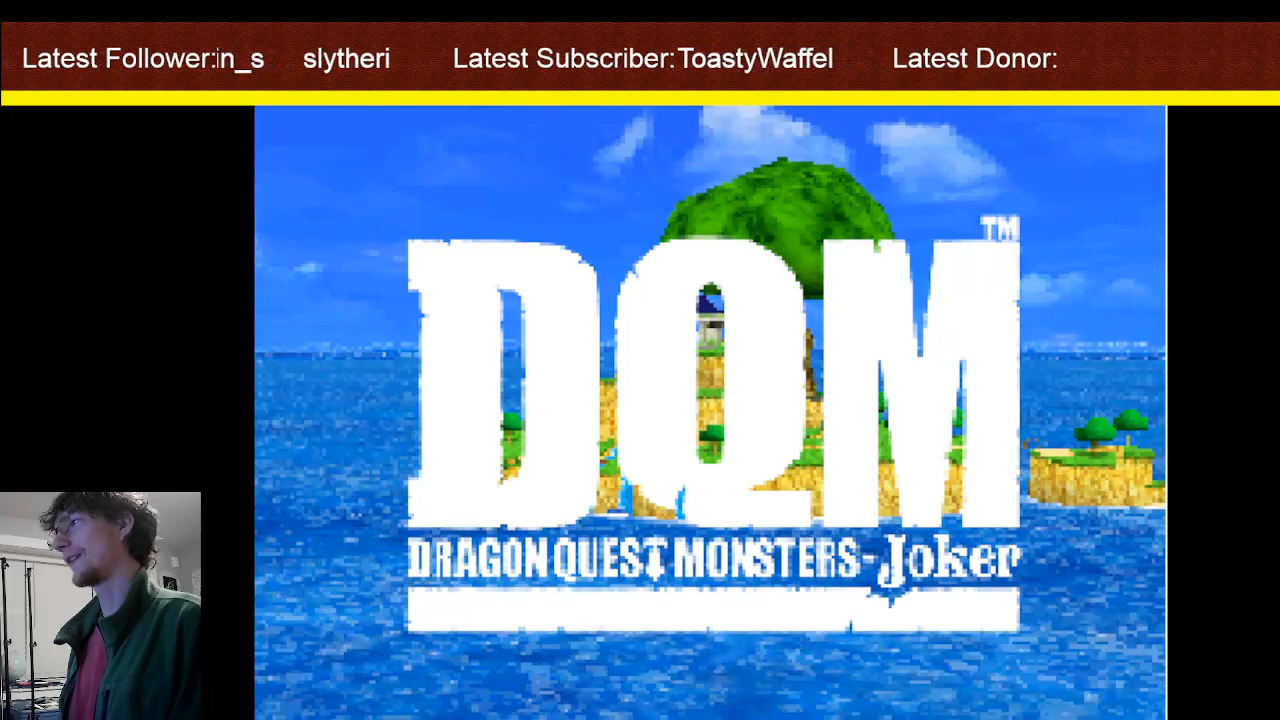 Latest Follower:in_s slytheri Latest Subscriber:ToastyWaffel Latest Donor:
TM
DQM
DRAGON QUEST MONSTERS-Joker